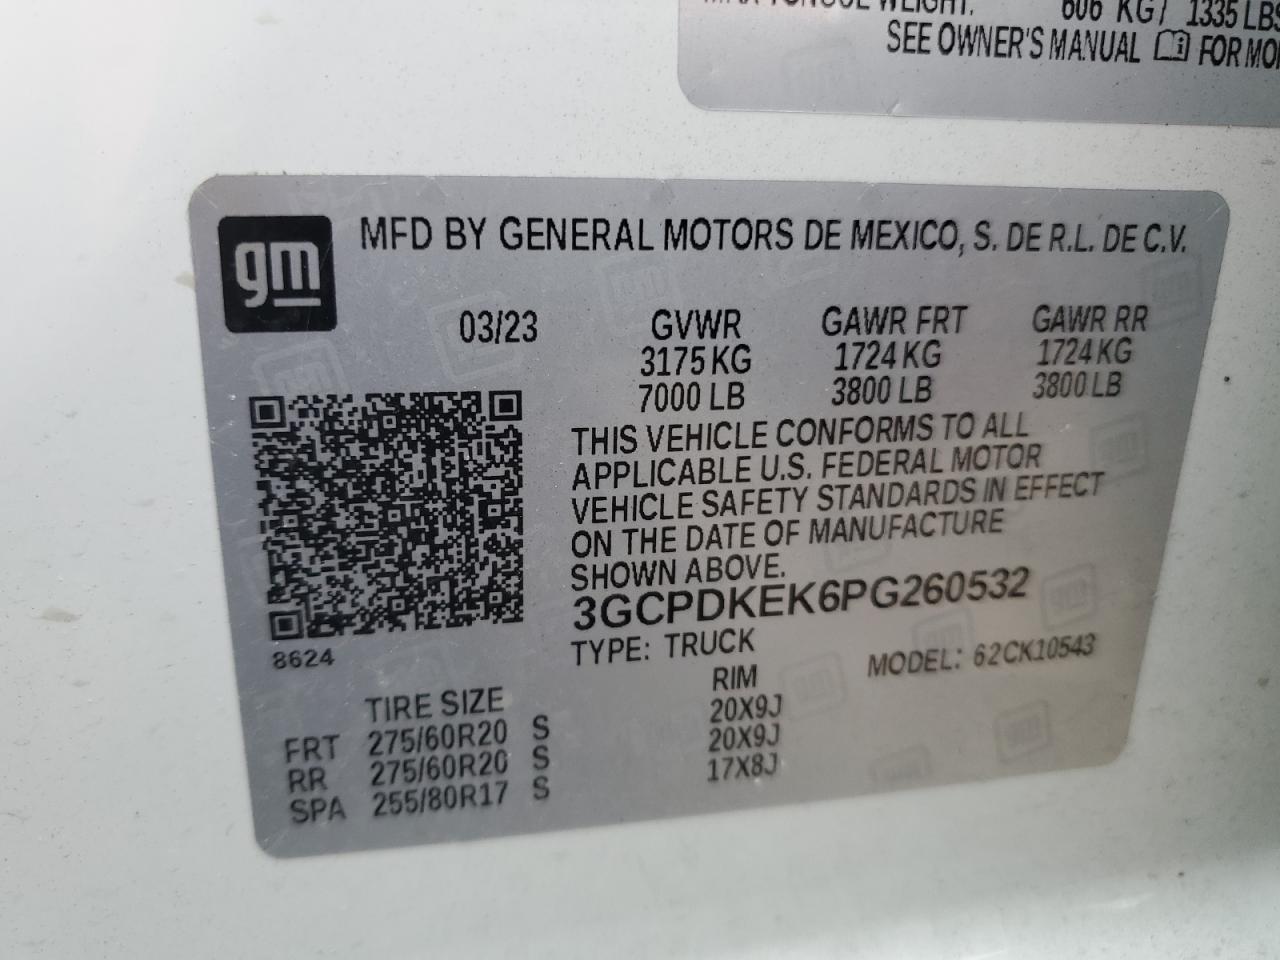 MAX TONGUE WEIGHT: 606 KG/ 1335 LBS
SEE OWNER'S MANUAL FOR MOR
gm
MFD BY GENERAL MOTORS DE MEXICO, S. DE R.L. DE C.V.
03/23 GVWR GAWR FRT GAWR RR
3175 KG 1724 KG 1724 KG
7000 LB 3800 LB 3800 LB
THIS VEHICLE CONFORMS TO ALL
APPLICABLE U.S. FEDERAL MOTOR
VEHICLE SAFETY STANDARDS IN EFFECT
ON THE DATE OF MANUFACTURE
SHOWN ABOVE.
3GCPDKEK6PG260532
TYPE: TRUCK MODEL: 62CK10543
8624
TIRE SIZE RIM
FRT 275/60R20 S 20X9J
RR 275/60R20 S 20X9J
SPA 255/80R17 S 17X8J